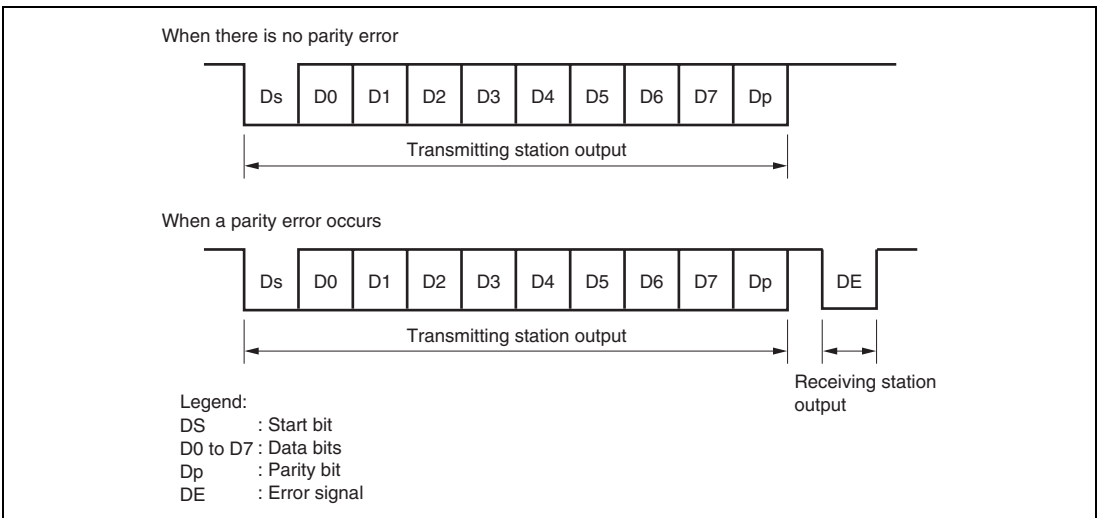 When there is no parity error
Ds D0 D1 D2 D3 D4 D5 D6 D7 Dp
Transmitting station output
When a parity error occurs
Ds D0 D1 D2 D3 D4 D5 D6 D7 Dp DE
Transmitting station output
Receiving station
output
Legend:
DS : Start bit
D0 to D7 : Data bits
Dp : Parity bit
DE : Error signal